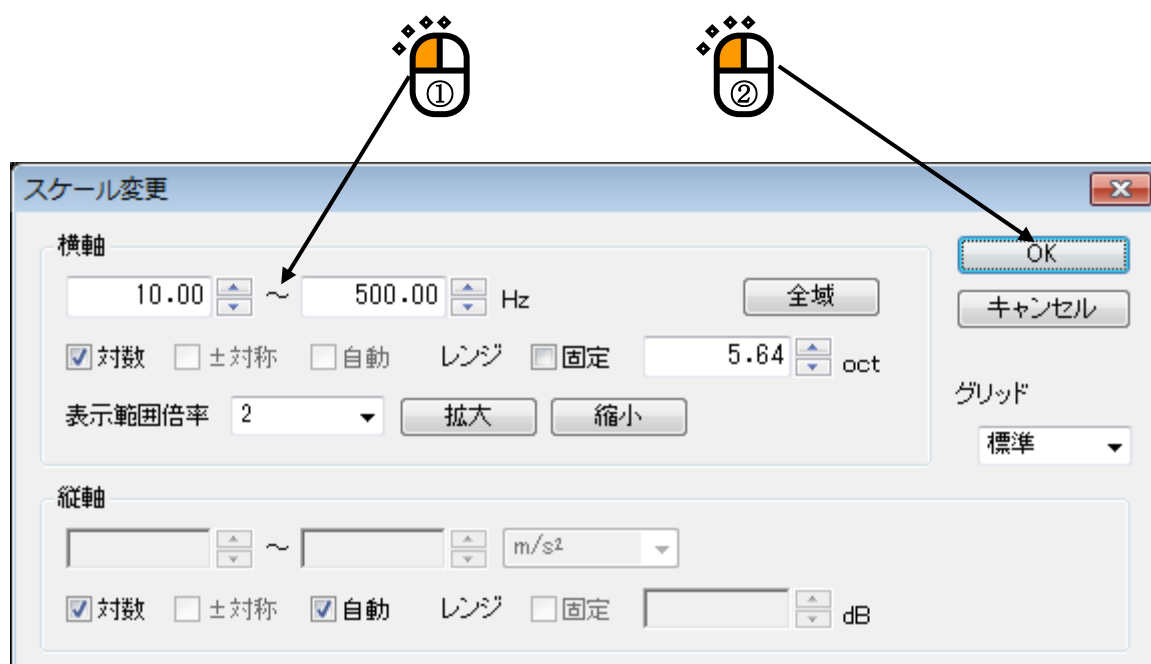 ① ②
スケール変更
横軸
10.00 ～ 500.00 Hz 全域
対数 ±対称 自動 レンジ 固定 5.64 oct
表示範囲倍率 2 拡大 縮小
OK
キャンセル
グリッド
標準
縦軸
～ m/s²
対数 ±対称 自動 レンジ 固定 dB